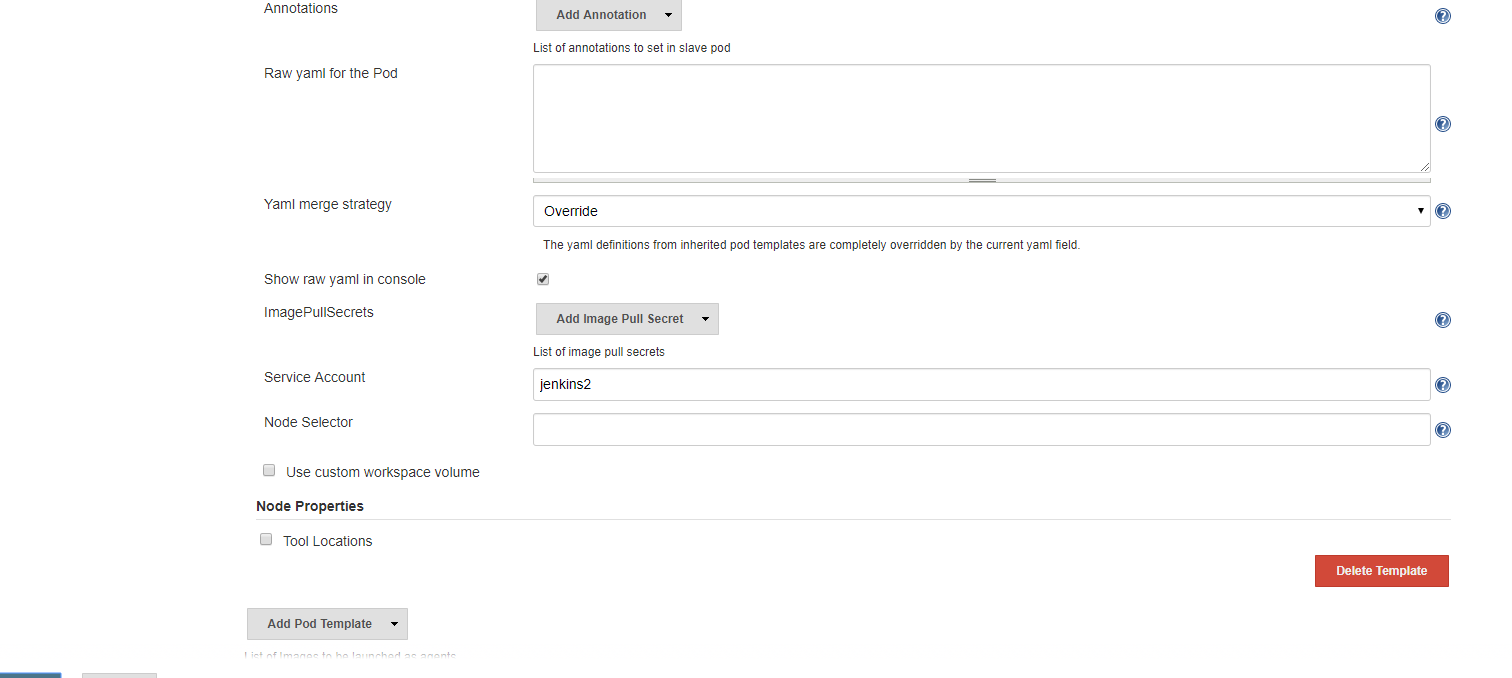 Annotations
Add Annotation
List of annotations to set in slave pod
Raw yaml for the Pod
Yaml merge strategy
Override
The yaml definitions from inherited pod templates are completely overridden by the current yaml field.
Show raw yaml in console
ImagePullSecrets
Add Image Pull Secret
List of image pull secrets
Service Account
jenkins2
Node Selector
Use custom workspace volume
Node Properties
Tool Locations
Delete Template
Add Pod Template
List of Images to be launched as agents